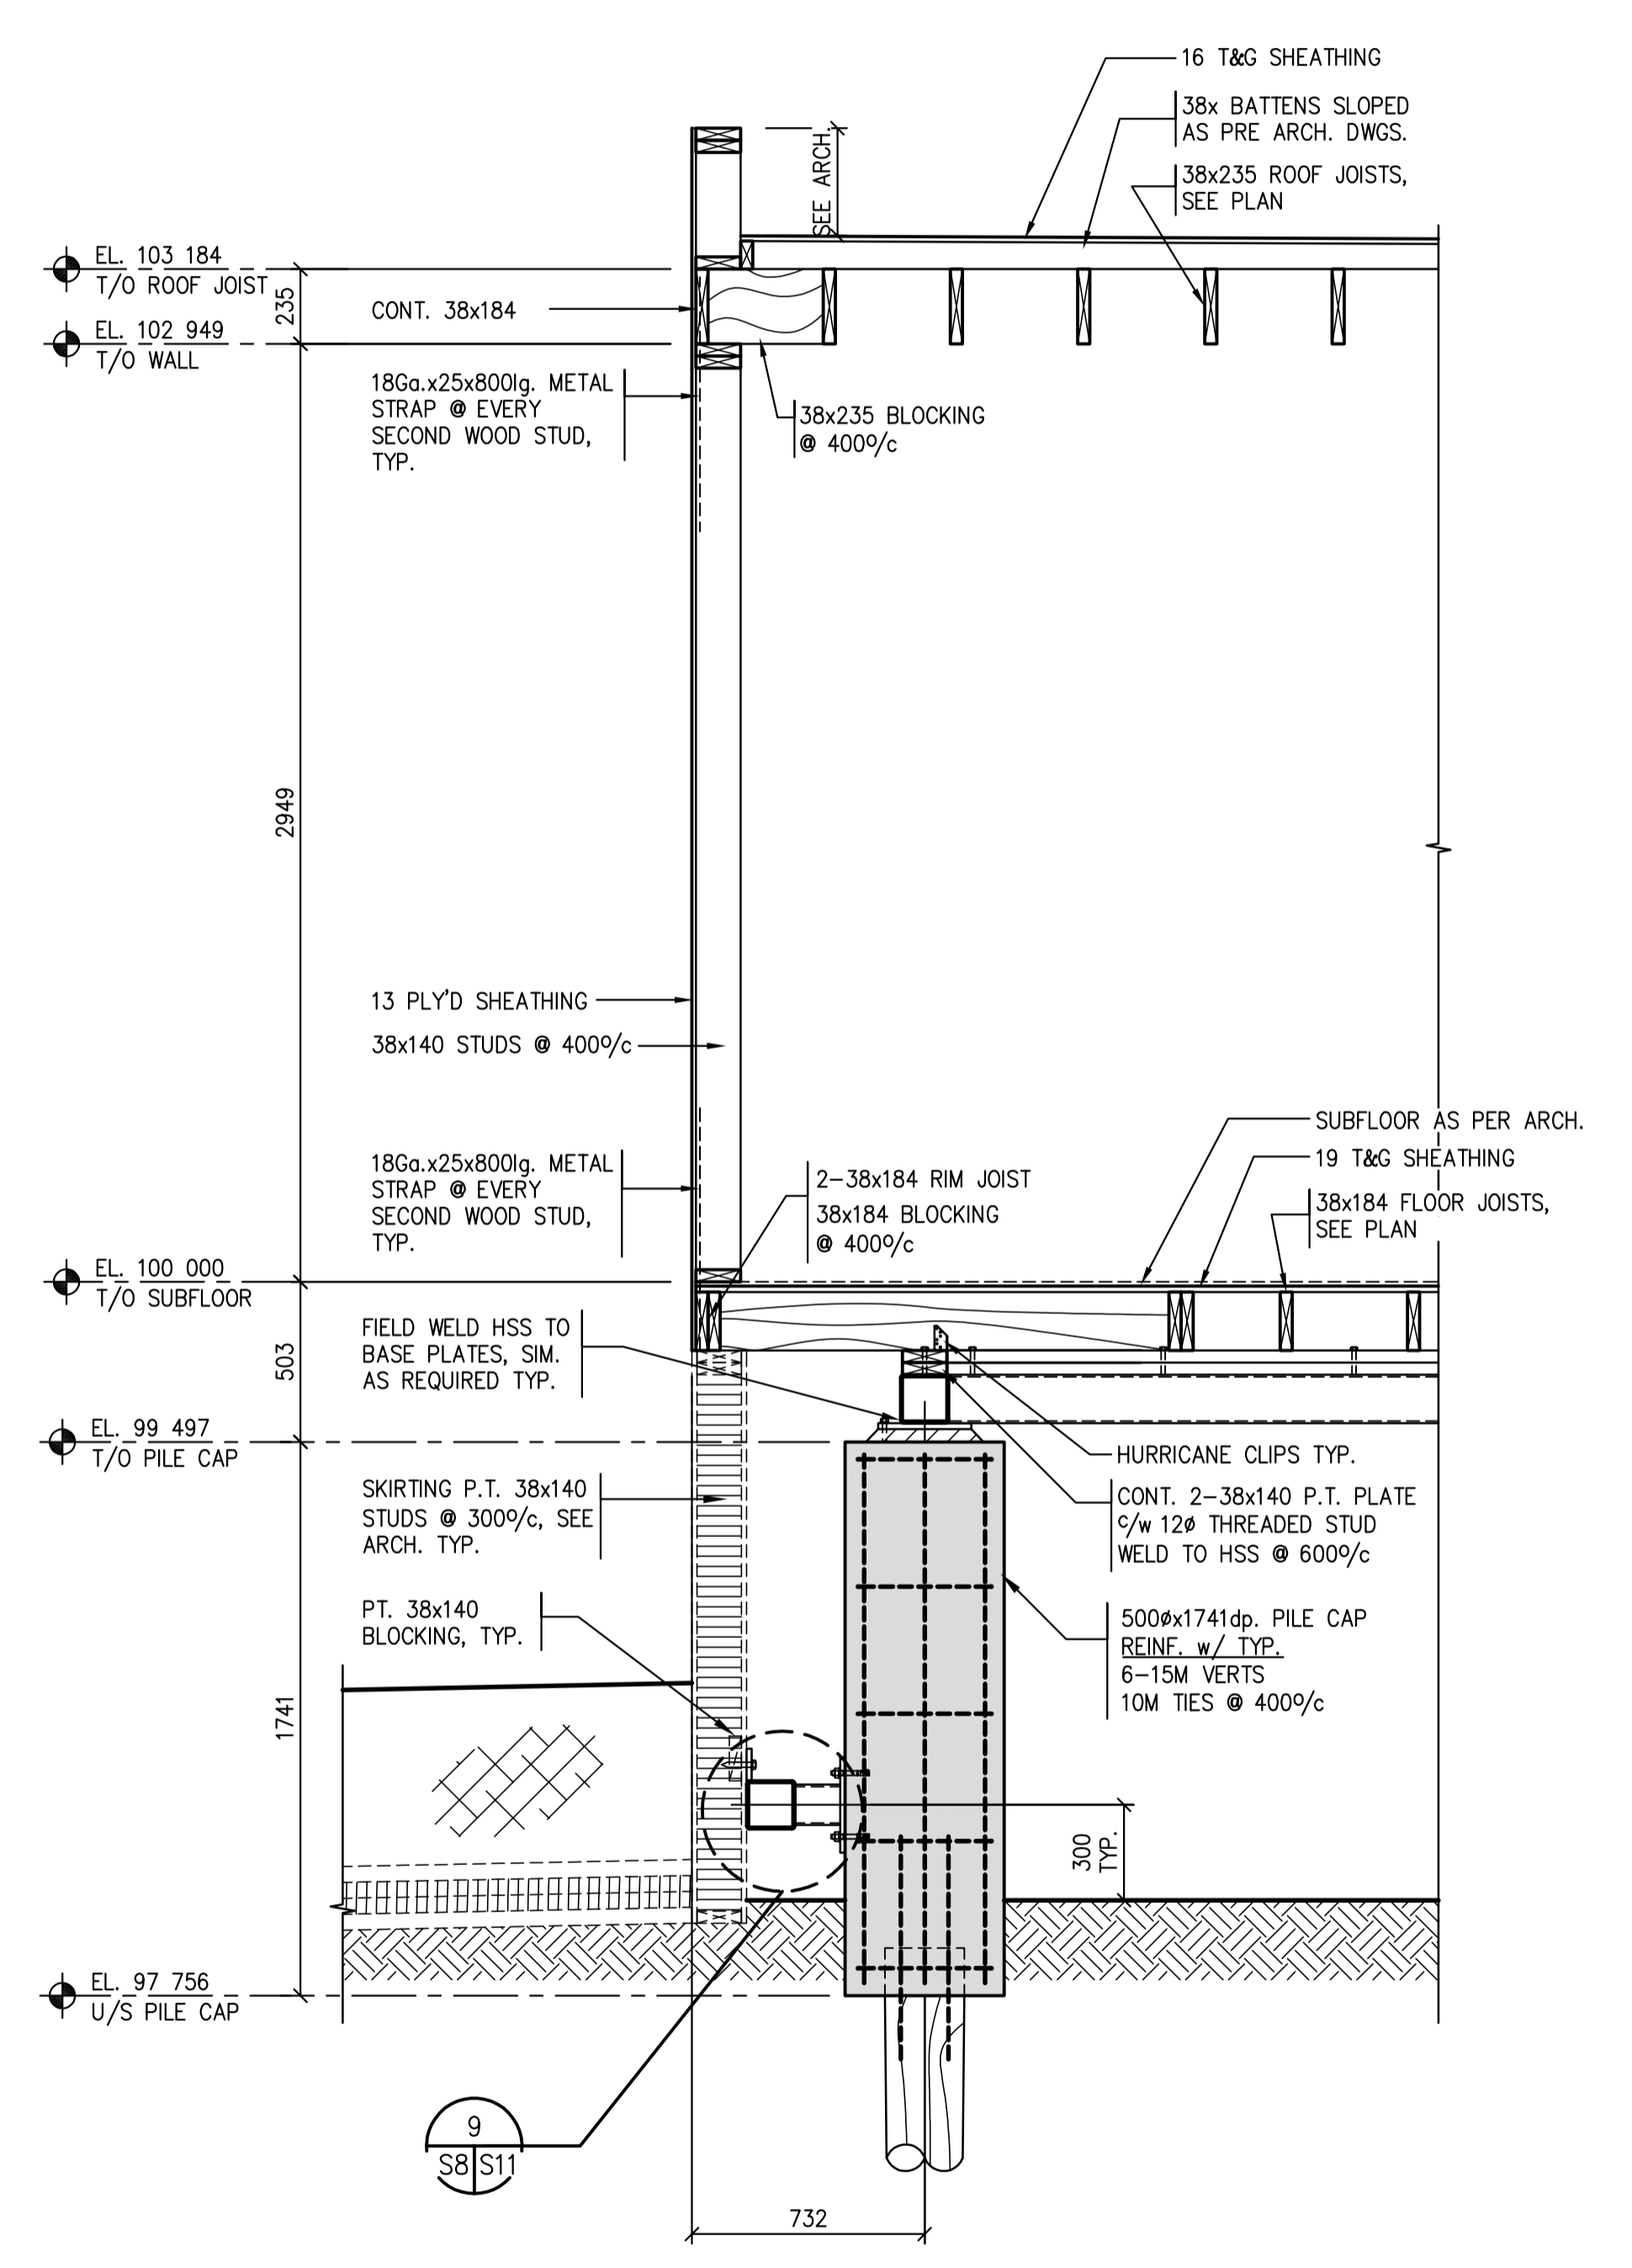 16 T&G SHEATHING
38x BATTENS SLOPED
AS PRE ARCH. DWGS.
38x235 ROOF JOISTS,
SEE PLAN
SEE ARCH.
EL. 103 184
T/O ROOF JOIST
235
EL. 102 949
T/O WALL
CONT. 38x184
18Ga.x25x800lg. METAL
STRAP @ EVERY
SECOND WOOD STUD,
TYP.
38x235 BLOCKING
@ 400o/c
2949
13 PLY'D SHEATHING
38x140 STUDS @ 400o/c
SUBFLOOR AS PER ARCH.
19 T&G SHEATHING
38x184 FLOOR JOISTS,
SEE PLAN
18Ga.x25x800lg. METAL
STRAP @ EVERY
SECOND WOOD STUD,
TYP.
2-38x184 RIM JOIST
38x184 BLOCKING
@ 400o/c
EL. 100 000
T/O SUBFLOOR
503
FIELD WELD HSS TO
BASE PLATES, SIM.
AS REQUIRED TYP.
EL. 99 497
T/O PILE CAP
HURRICANE CLIPS TYP.
CONT. 2-38x140 P.T. PLATE
c/w 12ø THREADED STUD
WELD TO HSS @ 600o/c
SKIRTING P.T. 38x140
STUDS @ 300o/c, SEE
ARCH. TYP.
PT. 38x140
BLOCKING, TYP.
500øx1741dp. PILE CAP
REINF. w/ TYP.
6-15M VERTS
10M TIES @ 400o/c
1741
300
TYP.
EL. 97 756
U/S PILE CAP
9
S8 S11
732